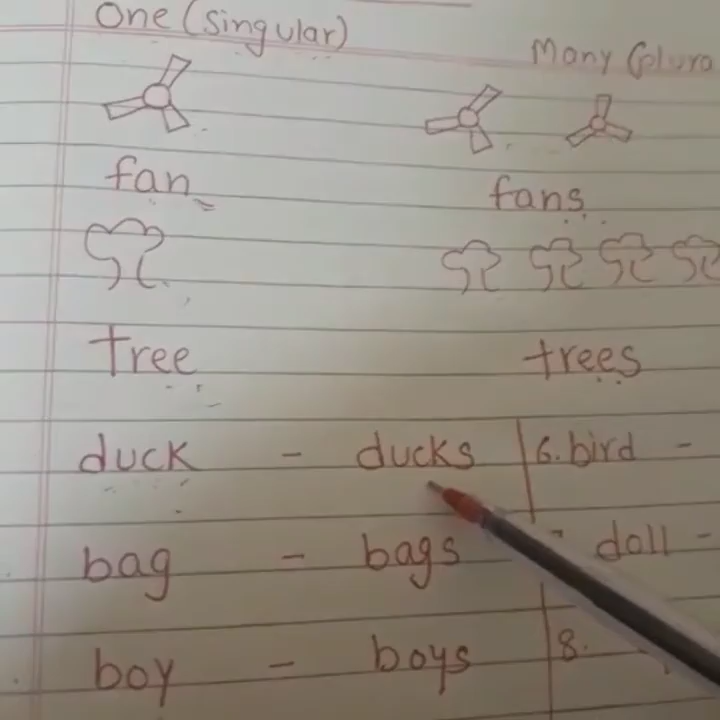 One (Singular) Many (plura
fan fans
Tree trees
duck - ducks 6. bird -
bag - bags doll -
boy - boys 8.